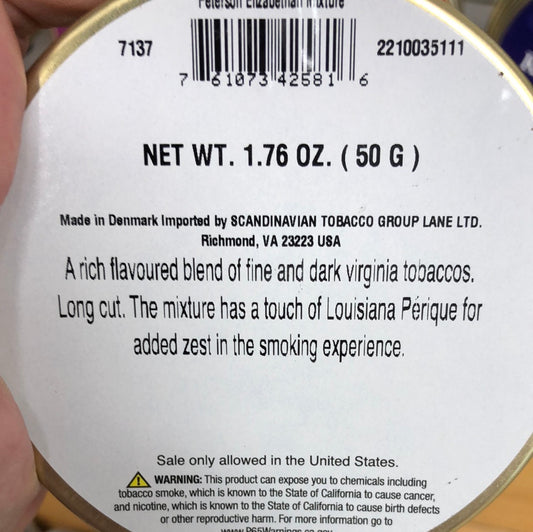 Peterson Elizabethan Mixture
7137
2210035111
7 61073 42581 6
NET WT. 1.76 OZ. ( 50 G )
Made in Denmark Imported by SCANDINAVIAN TOBACCO GROUP LANE LTD.
Richmond, VA 23223 USA
A rich flavoured blend of fine and dark virginia tobaccos.
Long cut. The mixture has a touch of Louisiana Périque for
added zest in the smoking experience.
Sale only allowed in the United States.
WARNING: This product can expose you to chemicals including
tobacco smoke, which is known to the State of California to cause cancer,
and nicotine, which is known to the State of California to cause birth defects
or other reproductive harm. For more information go to
www.P65Warnings.ca.gov